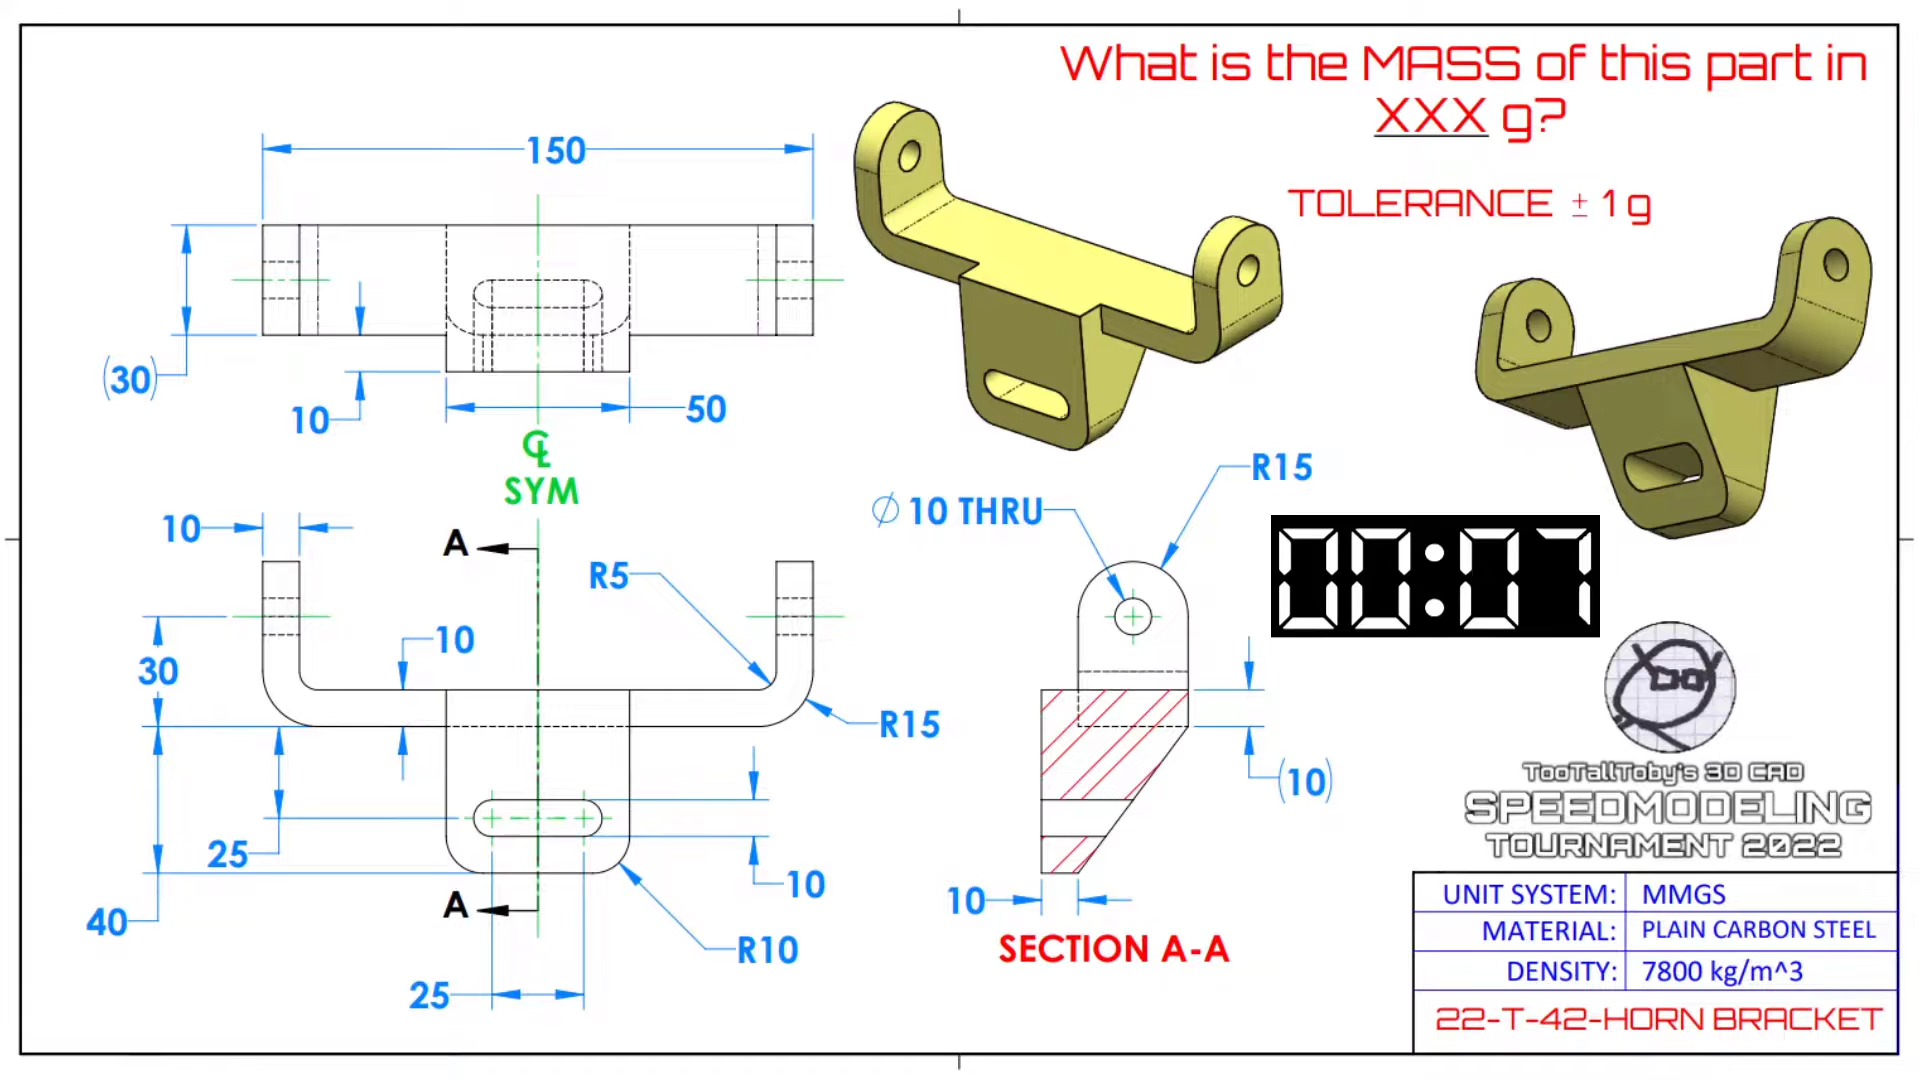 What is the MASS of this part in
XXX g?
TOLERANCE ± 1 g
150
(30)
10
50
CL
SYM
10
A
R5
10
30
R15
25
40
A
10
R10
25
R15
Ø 10 THRU
(10)
10
SECTION A-A
00:07
TooTallToby's 3D CAD
SPEEDMODELING
TOURNAMENT 2022
UNIT SYSTEM: MMGS
MATERIAL: PLAIN CARBON STEEL
DENSITY: 7800 kg/m^3
22-T-42-HORN BRACKET